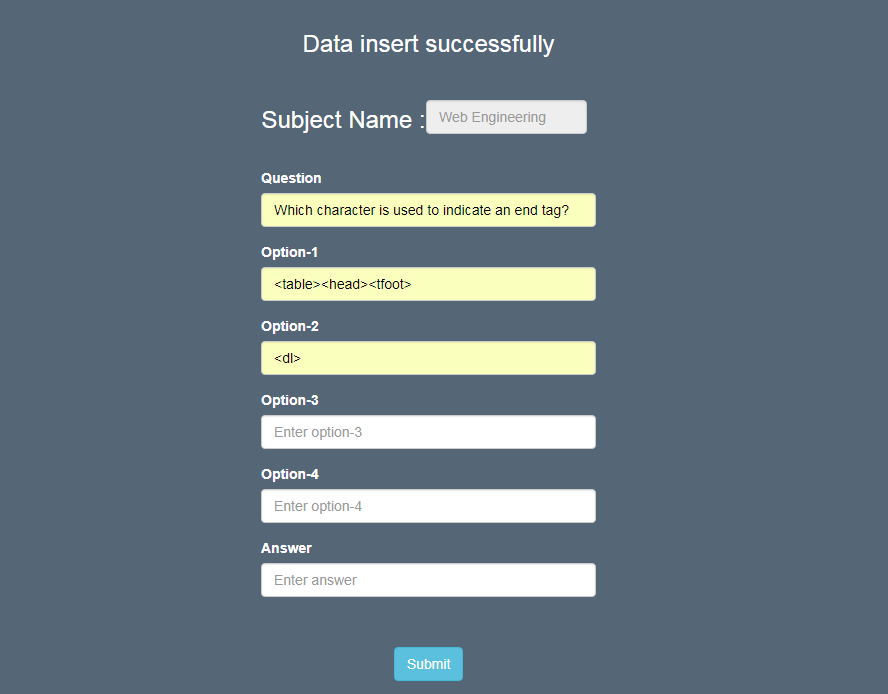 Data insert successfully
Subject Name : Web Engineering
Question
Which character is used to indicate an end tag?
Option-1
<table><head><tfoot>
Option-2
<dl>
Option-3
Enter option-3
Option-4
Enter option-4
Answer
Enter answer
Submit